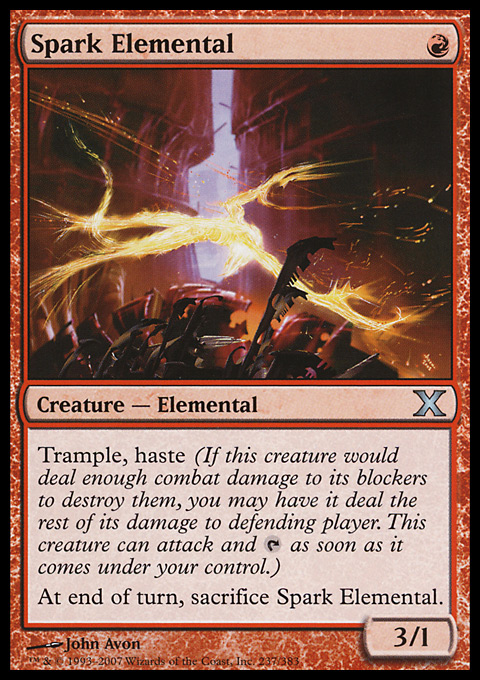 Spark Elemental
Creature — Elemental
X
Trample, haste (If this creature would
deal enough combat damage to its blockers
to destroy them, you may have it deal the
rest of its damage to defending player. This
creature can attack and as soon as it
comes under your control.)
At end of turn, sacrifice Spark Elemental.
3/1
John Avon
™ & © 1993–2007 Wizards of the Coast, Inc. 237/383